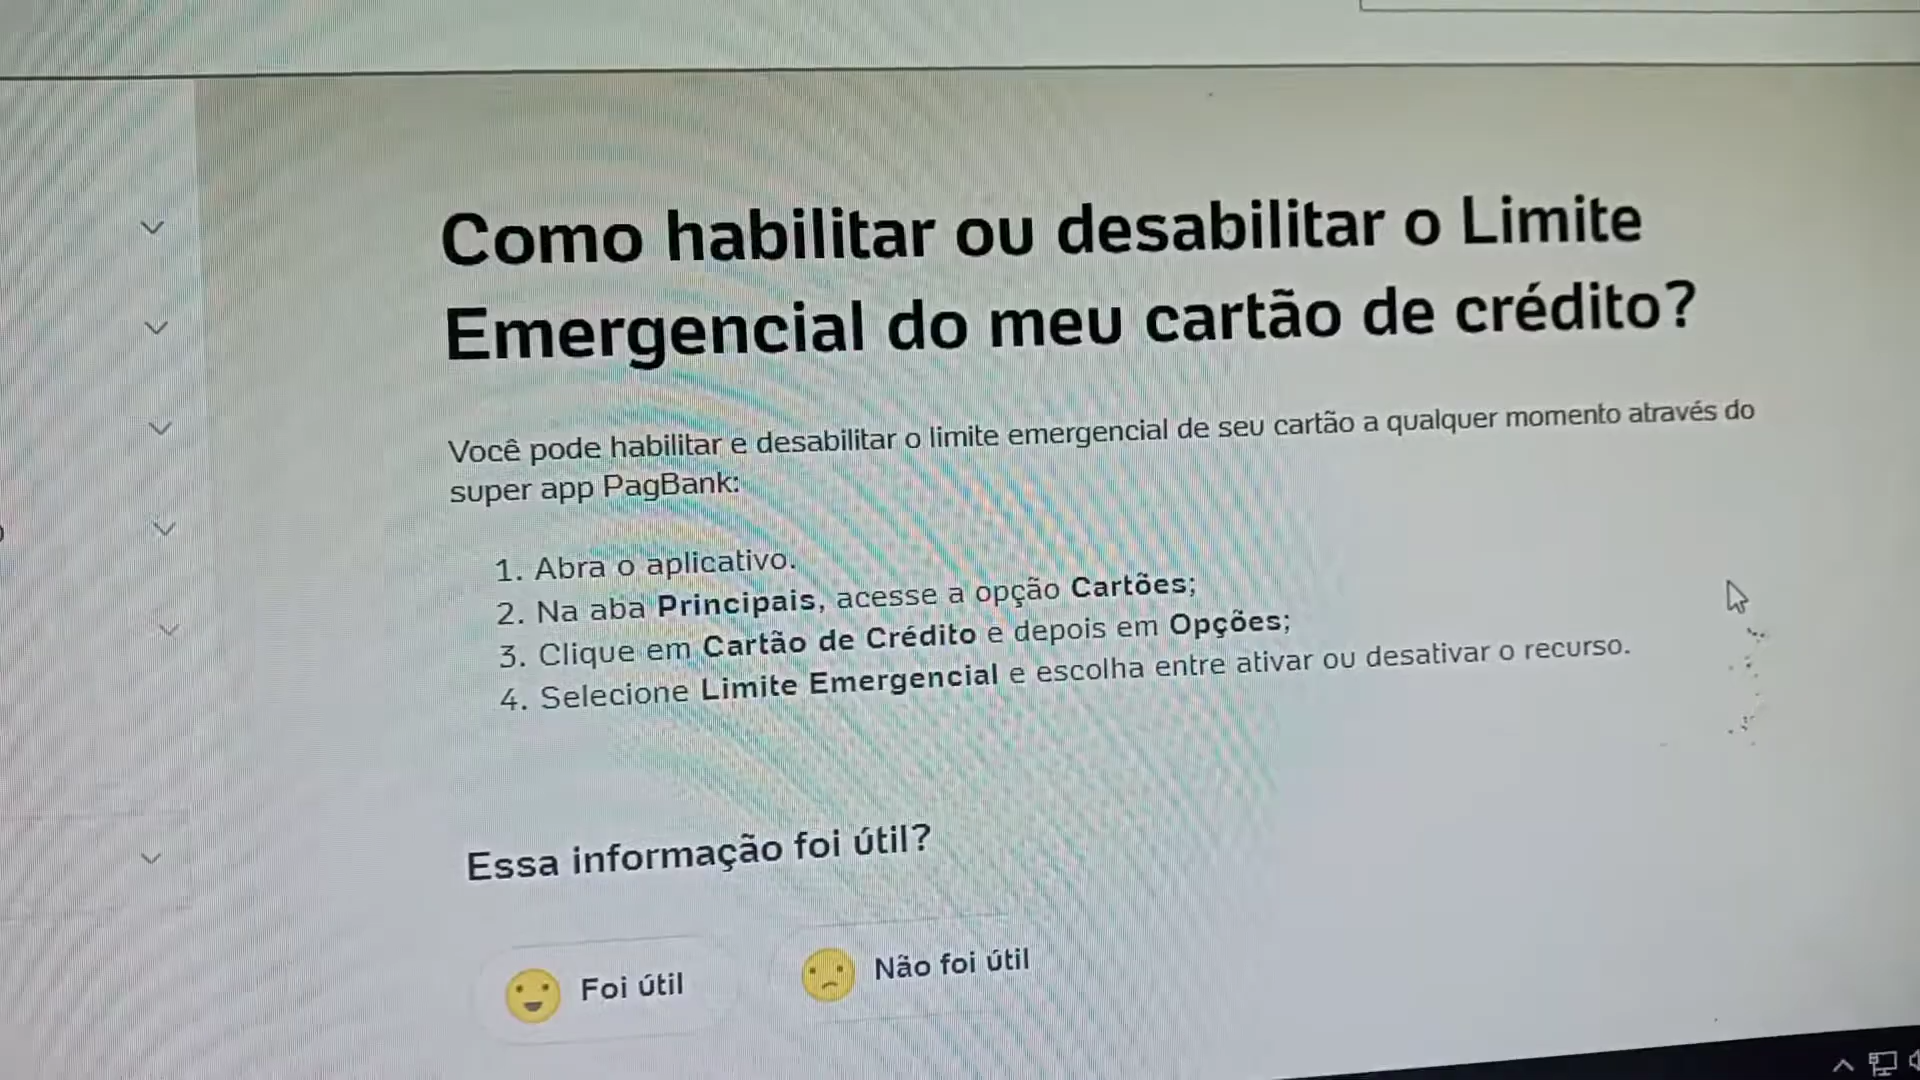 Como habilitar ou desabilitar o Limite
Emergencial do meu cartão de crédito?
Você pode habilitar e desabilitar o limite emergencial de seu cartão a qualquer momento através do
super app PagBank:
1. Abra o aplicativo.
2. Na aba Principais, acesse a opção Cartões;
3. Clique em Cartão de Crédito e depois em Opções;
4. Selecione Limite Emergencial e escolha entre ativar ou desativar o recurso.
Essa informação foi útil?
Foi útil
Não foi útil